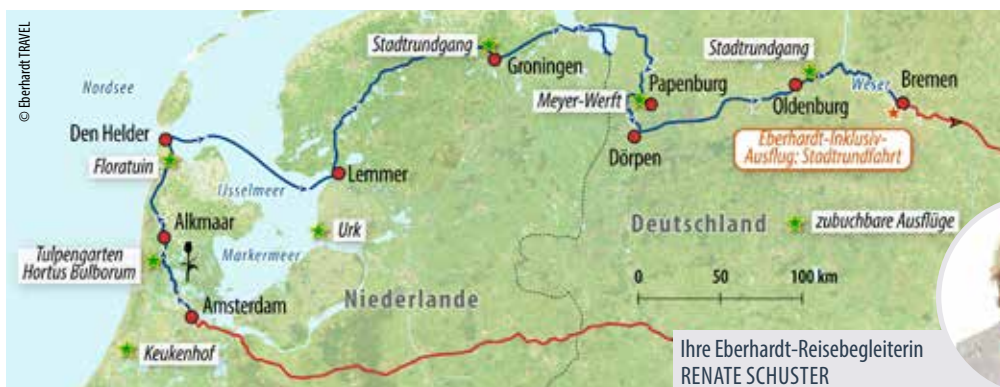 © Eberhardt TRAVEL
Nordsee
Stadtrundgang
Groningen
Stadtrundgang
Papenburg
Meyer-Werft
Weser
Bremen
Oldenburg
Den Helder
Floratuin
Dörpen
Eberhardt-Inklusiv-
Ausflug: Stadtrundfahrt
Lemmer
IJsselmeer
Alkmaar
Urk
Deutschland
zubuchbare Ausflüge
Tulpengarten
Hortus Bulborum
Markermeer
0 50 100 km
Niederlande
Amsterdam
Keukenhof
Ihre Eberhardt-Reisebegleiterin
RENATE SCHUSTER